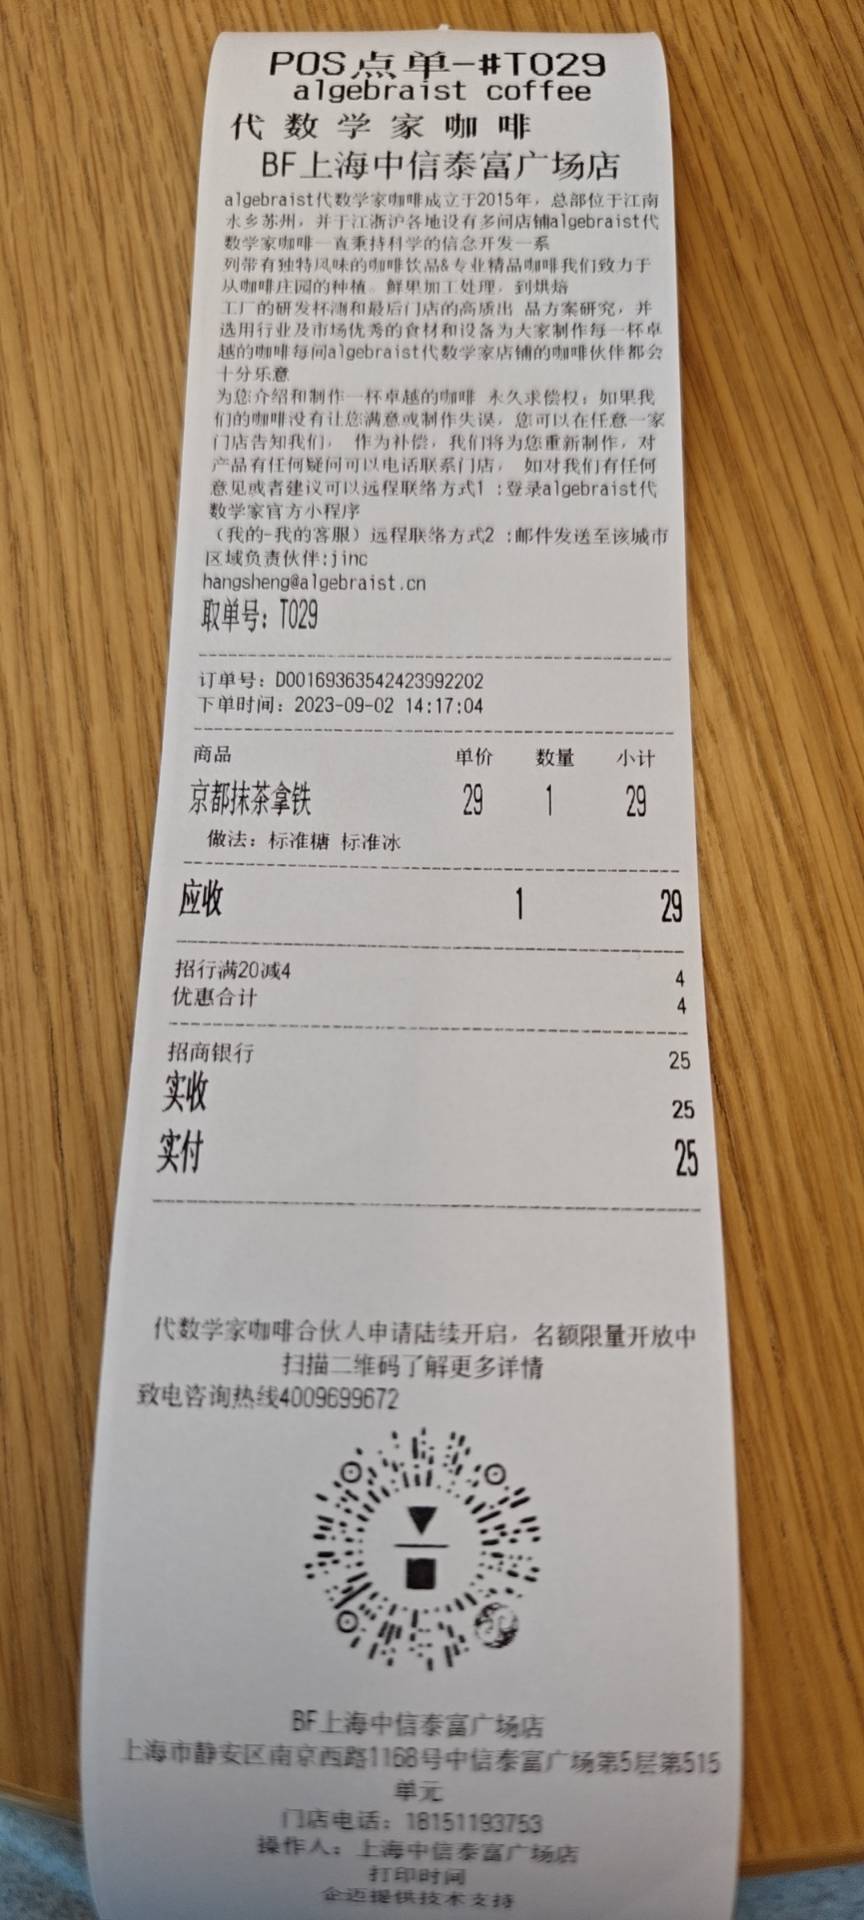 POS点单-#T029
algebraist coffee
代数学家咖啡
BF上海中信泰富广场店
algebraist代数学家咖啡成立于2015年，总部位于江南
水乡苏州，并于江浙沪各地设有多间店铺algebraist代
数学家咖啡一直秉持科学的信念开发一系
列带有独特风味的咖啡饮品&专业精品咖啡我们致力于
从咖啡庄园的种植。鲜果加工处理，到烘焙
工厂的研发杯测和最后门店的高质出 品方案研究，并
选用行业及市场优秀的食材和设备为大家制作每一杯卓
越的咖啡每间algebraist代数学家店铺的咖啡伙伴都会
十分乐意
为您介绍和制作一杯卓越的咖啡 永久求偿权：如果我
们的咖啡没有让您满意或制作失误，您可以在任意一家
门店告知我们， 作为补偿，我们将为您重新制作，对
产品有任何疑问可以电话联系门店， 如对我们有任何
意见或者建议可以远程联络方式1 :登录algebraist代
数学家官方小程序
（我的-我的客服）远程联络方式2 :邮件发送至该城市
区域负责伙伴:jinc
hangsheng@algebraist.cn
取单号：T029
订单号：D00169363542423992202
下单时间：2023-09-02 14:17:04
商品 单价 数量 小计
京都抹茶拿铁 29 1 29
做法：标准糖 标准冰
应收 1 29
招行满20减4 4
优惠合计 4
招商银行 25
实收 25
实付 25
代数学家咖啡合伙人申请陆续开启，名额限量开放中
扫描二维码了解更多详情
致电咨询热线4009699672
BF上海中信泰富广场店
上海市静安区南京西路1168号中信泰富广场第5层第515
单元
门店电话：18151193753
操作人：上海中信泰富广场店
打印时间
企迈提供技术支持